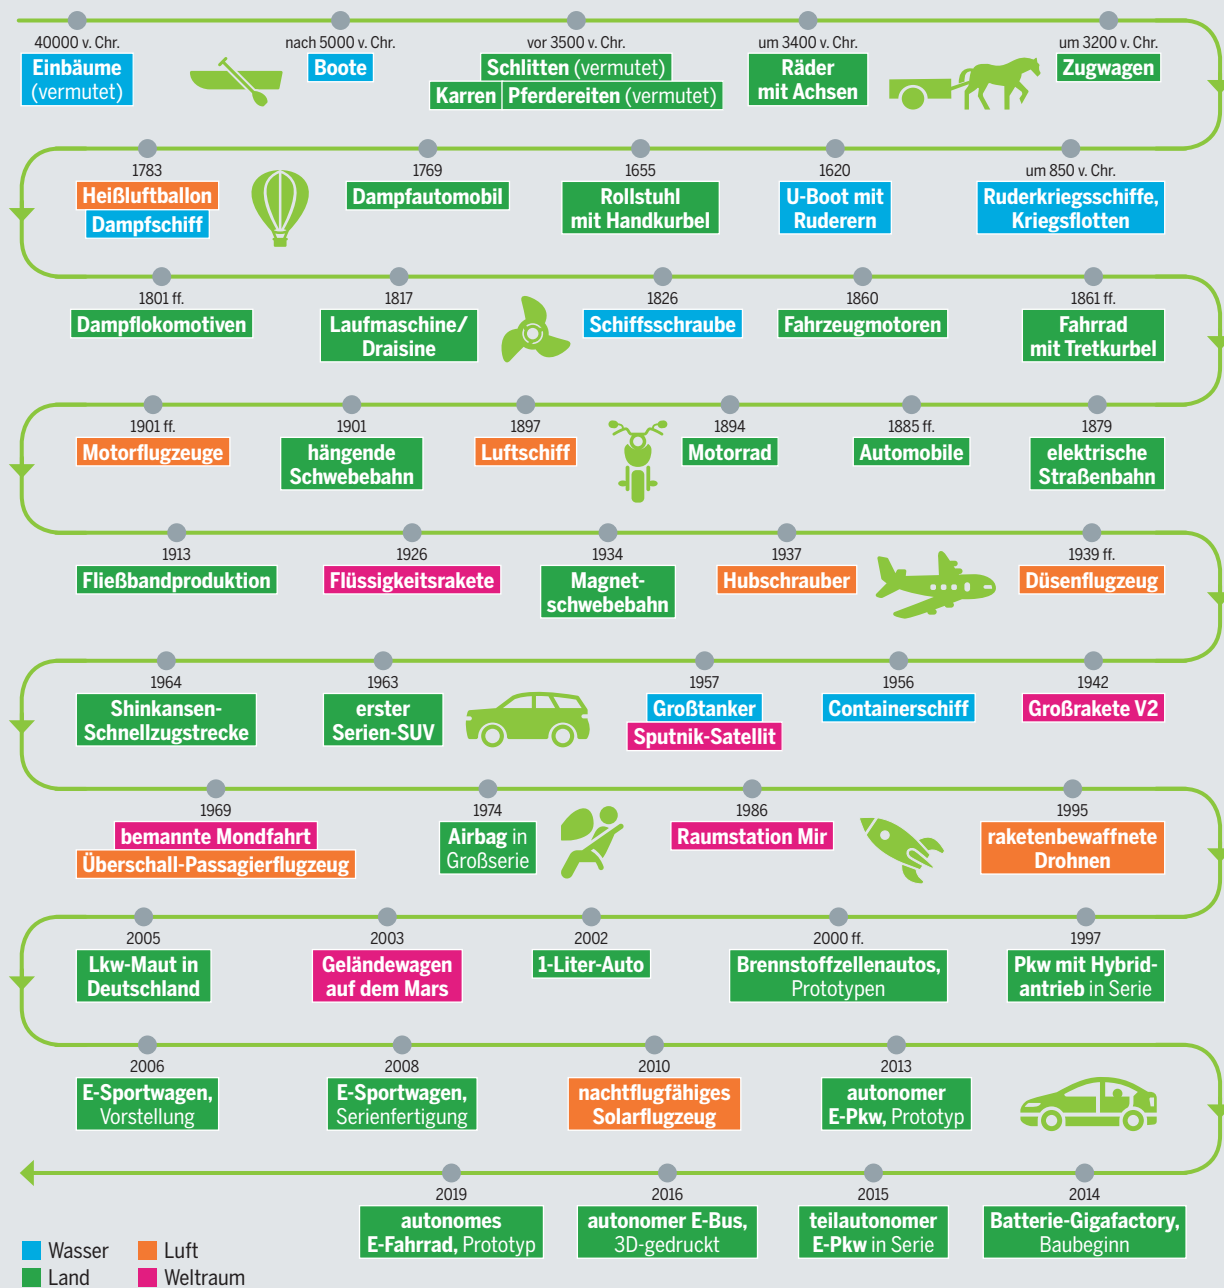 40000 v. Chr.
Einbäume
(vermutet)
nach 5000 v. Chr.
Boote
vor 3500 v. Chr.
Schlitten (vermutet)
Karren Pferdereiten (vermutet)
um 3400 v. Chr.
Räder
mit Achsen
um 3200 v. Chr.
Zugwagen
1783
Heißluftballon
Dampfschiff
1769
Dampfautomobil
1655
Rollstuhl
mit Handkurbel
1620
U-Boot mit
Ruderern
um 850 v. Chr.
Ruderkriegsschiffe,
Kriegsflotten
1801 ff.
Dampflokomotiven
1817
Laufmaschine/
Draisine
1826
Schiffsschraube
1860
Fahrzeugmotoren
1861 ff.
Fahrrad
mit Tretkurbel
1901 ff.
Motorflugzeuge
1901
hängende
Schwebebahn
1897
Luftschiff
1894
Motorrad
1885 ff.
Automobile
1879
elektrische
Straßenbahn
1913
Fließbandproduktion
1926
Flüssigkeitsrakete
1934
Magnet-
schwebebahn
1937
Hubschrauber
1939 ff.
Düsenflugzeug
1964
Shinkansen-
Schnellzugstrecke
1963
erster
Serien-SUV
1957
Großtanker
Sputnik-Satellit
1956
Containerschiff
1942
Großrakete V2
1969
bemannte Mondfahrt
Überschall-Passagierflugzeug
1974
Airbag in
Großserie
1986
Raumstation Mir
1995
raketenbewaffnete
Drohnen
2005
Lkw-Maut in
Deutschland
2003
Geländewagen
auf dem Mars
2002
1-Liter-Auto
2000 ff.
Brennstoffzellenautos,
Prototypen
1997
Pkw mit Hybrid-
antrieb in Serie
2006
E-Sportwagen,
Vorstellung
2008
E-Sportwagen,
Serienfertigung
2010
nachtflugfähiges
Solarflugzeug
2013
autonomer
E-Pkw, Prototyp
2019
autonomes
E-Fahrrad, Prototyp
2016
autonomer E-Bus,
3D-gedruckt
2015
teilautonomer
E-Pkw in Serie
2014
Batterie-Gigafactory,
Baubeginn
Wasser
Luft
Land
Weltraum